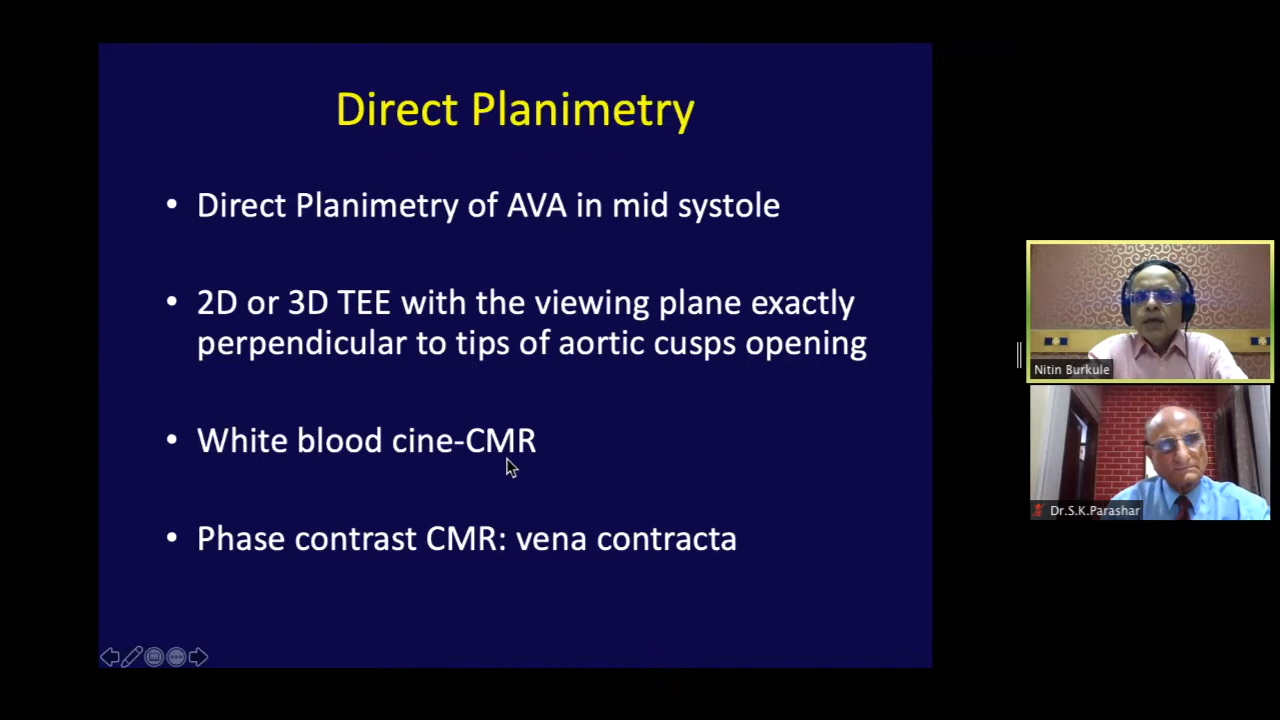 Direct Planimetry
• Direct Planimetry of AVA in mid systole
• 2D or 3D TEE with the viewing plane exactly
perpendicular to tips of aortic cusps opening
• White blood cine-CMR
• Phase contrast CMR: vena contracta
Nitin Burkule
Dr.S.K.Parashar